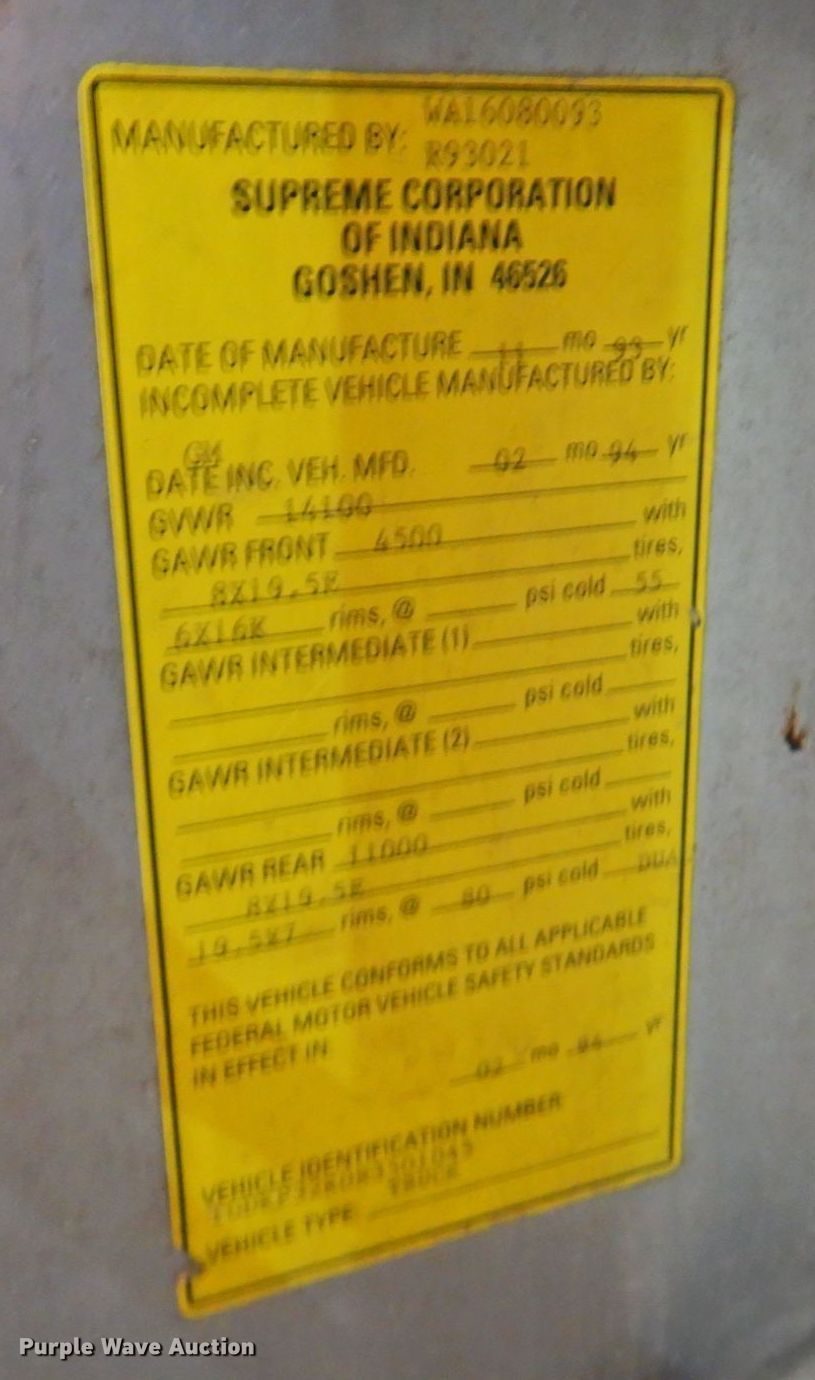 WA16080093
MANUFACTURED BY:
R93021
SUPREME CORPORATION
OF INDIANA
GOSHEN, IN 46526
DATE OF MANUFACTURE 11 mo 93 yr
INCOMPLETE VEHICLE MANUFACTURED BY:
GM
DATE INC. VEH. MFD. 02 mo 94 yr
GVWR 14100
GAWR FRONT 4500 with
8X19.5E tires,
6X16K rims, @ psi cold 55
GAWR INTERMEDIATE (1) with
tires,
rims, @ psi cold
GAWR INTERMEDIATE (2) with
tires,
rims, @ psi cold
GAWR REAR 11000 with
8X19.5E tires,
19.5X7 rims, @ 80 psi cold DUA
THIS VEHICLE CONFORMS TO ALL APPLICABLE
FEDERAL MOTOR VEHICLE SAFETY STANDARDS
IN EFFECT IN
02 mo 94 yr
VEHICLE IDENTIFICATION NUMBER
TRUCK
VEHICLE TYPE
Purple Wave Auction